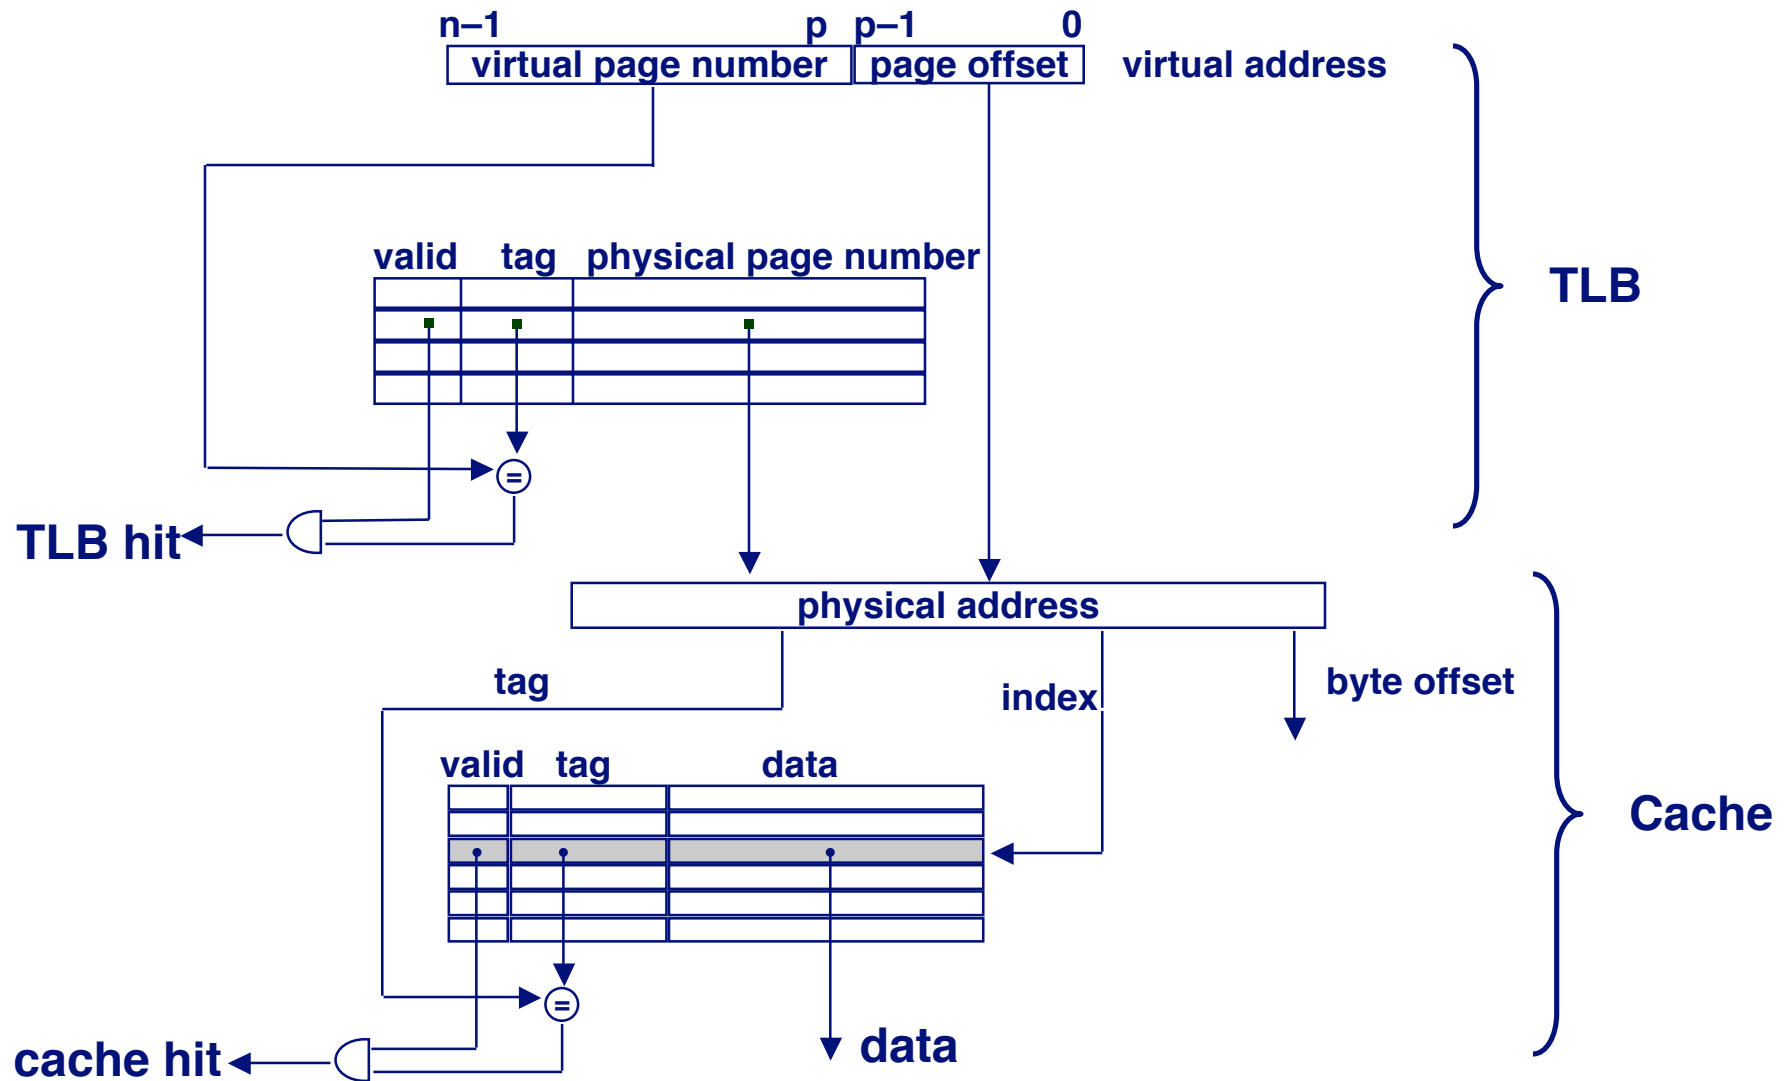 n–1 p p–1 0
virtual page number page offset virtual address
valid tag physical page number
TLB
=
TLB hit
physical address
tag index byte offset
valid tag data
Cache
=
cache hit data